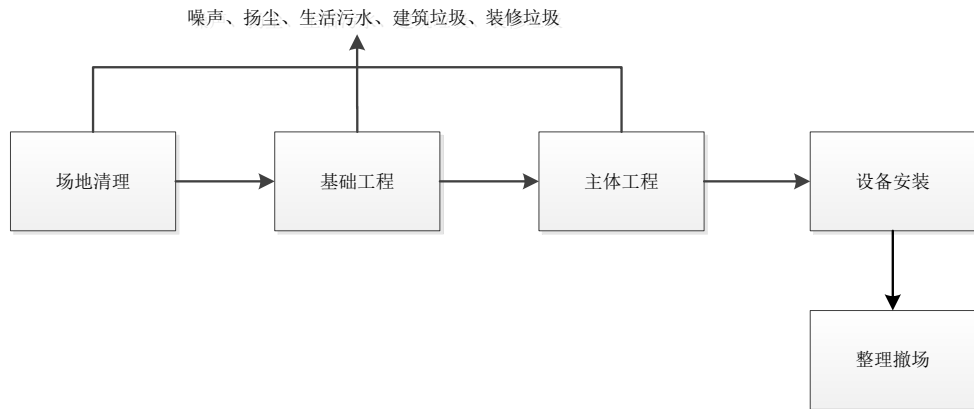 噪声、扬尘、生活污水、建筑垃圾、装修垃圾
场地清理
基础工程
主体工程
设备安装
整理撤场